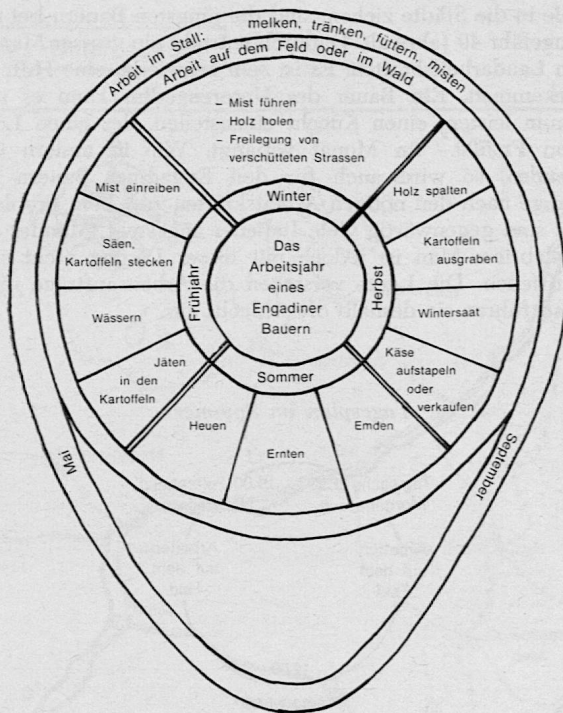 Arbeit im Stall: melken, tränken, füttern, misten
Arbeit auf dem Feld oder im Wald
- Mist führen
- Holz holen
- Freilegung von
verschütteten Strassen
Winter
Mist einreiben
Holz spalten
Säen,
Kartoffeln stecken
Kartoffeln
ausgraben
Frühjahr
Das
Arbeitsjahr
eines
Engadiner
Bauern
Herbst
Wässern
Wintersaat
Jäten
in den
Kartoffeln
Käse
aufstapeln
oder
verkaufen
Sommer
Heuen
Ernten
Emden
Mai
September